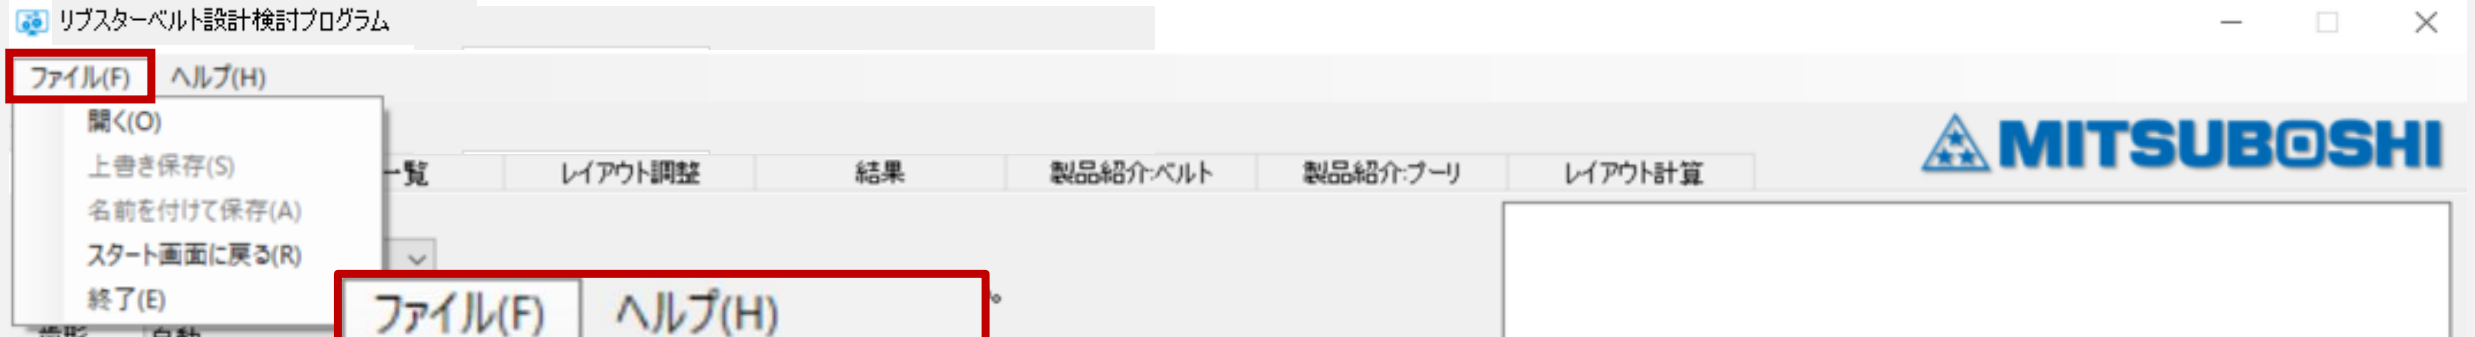 リブスターベルト設計検討プログラム
ファイル(F) ヘルプ(H)
開く(O)
上書き保存(S)
名前を付けて保存(A)
スタート画面に戻る(R)
終了(E)
MITSUBOSHI
一覧 レイアウト調整 結果 製品紹介:ベルト 製品紹介:プーリ レイアウト計算
。
ファイル(F) ヘルプ(H)